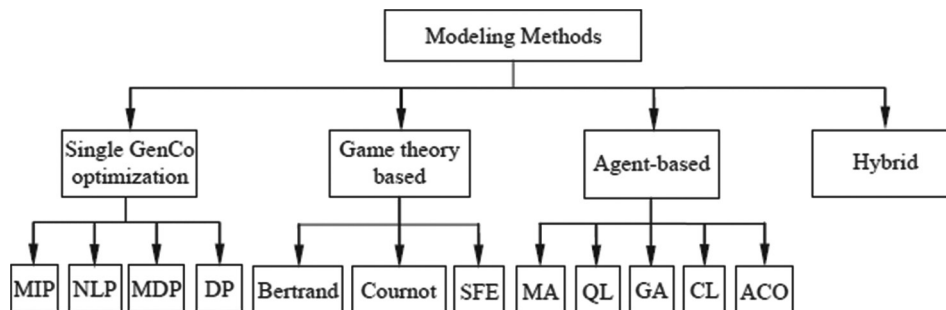 Modeling Methods
Single GenCo
optimization
Game theory
based
Agent-based
Hybrid
MIP
NLP
MDP
DP
Bertrand
Cournot
SFE
MA
QL
GA
CL
ACO